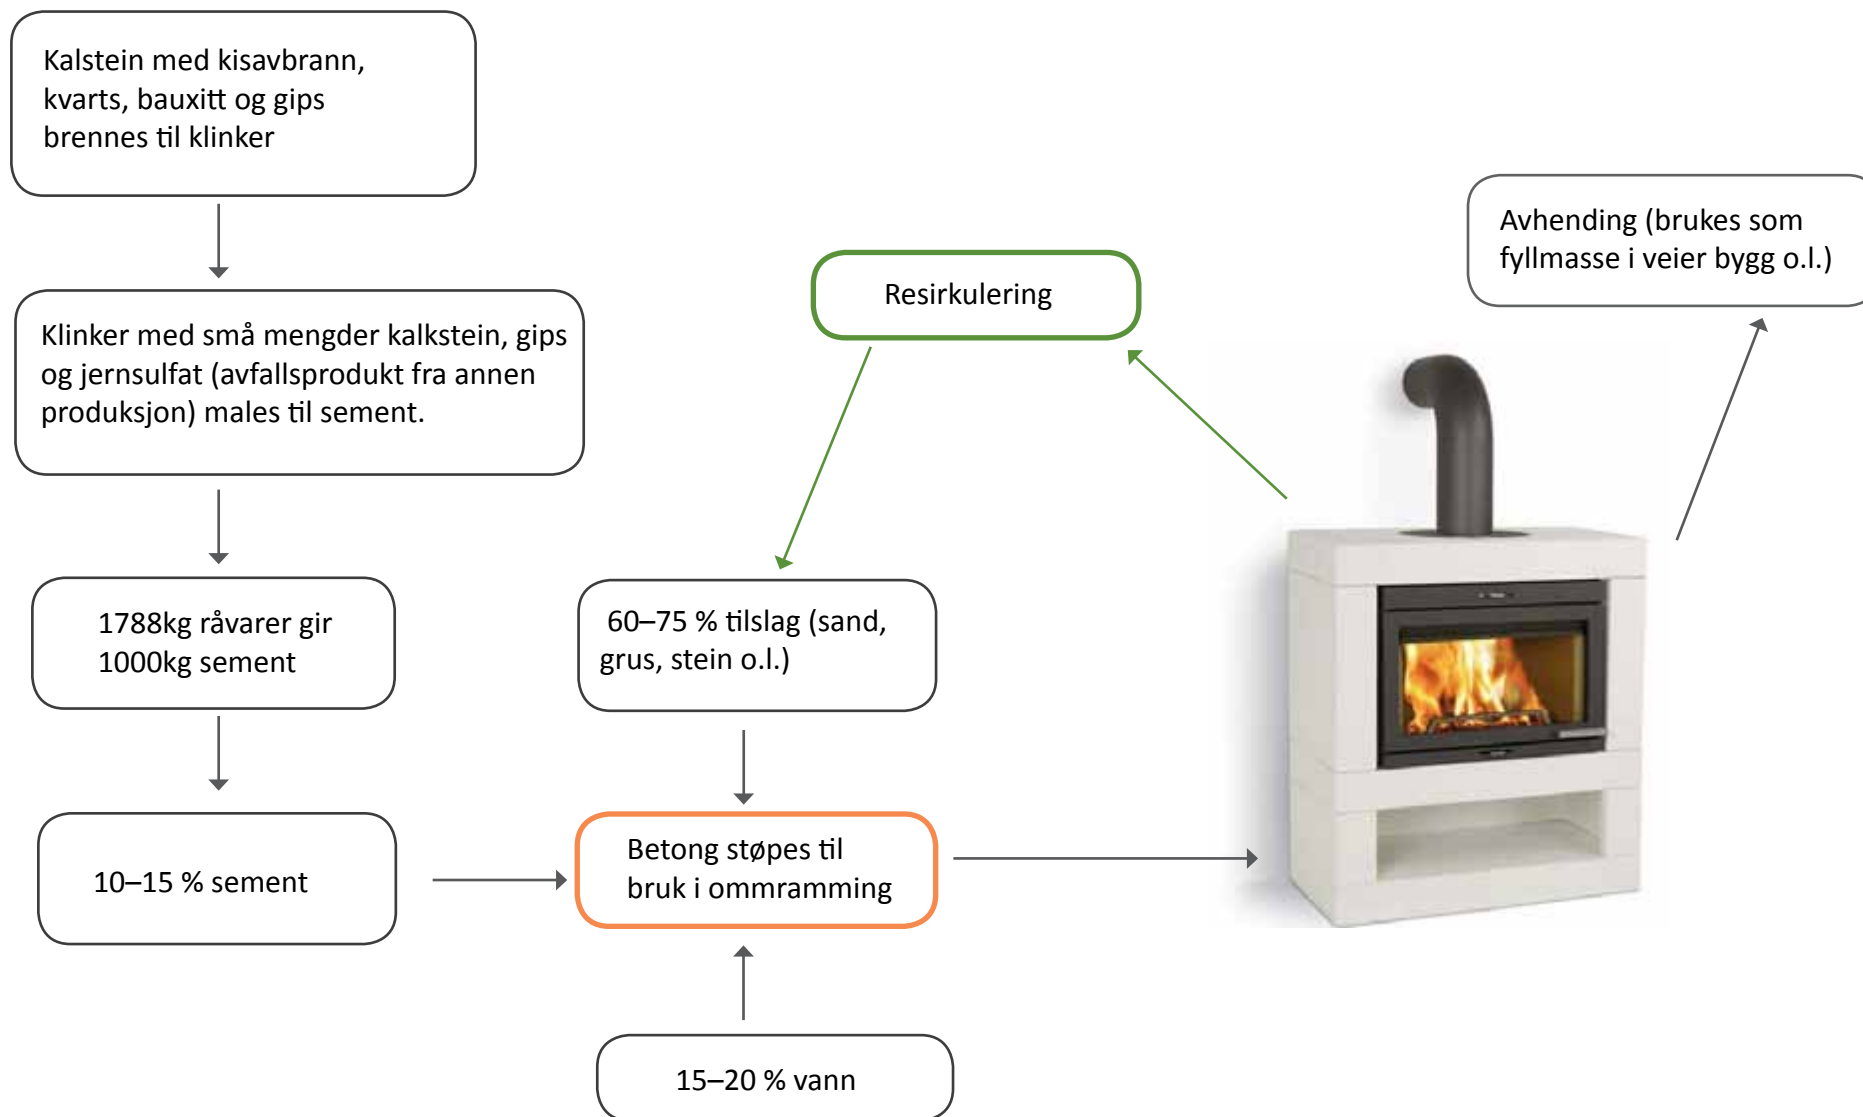 Kalstein med kisavbrann,
kvarts, bauxitt og gips
brennes til klinker
Klinker med små mengder kalkstein, gips
og jernsulfat (avfallsprodukt fra annen
produksjon) males til sement.
1788kg råvarer gir
1000kg sement
10–15 % sement
Resirkulering
60–75 % tilslag (sand,
grus, stein o.l.)
Betong støpes til
bruk i ommramming
15–20 % vann
Avhending (brukes som
fyllmasse i veier bygg o.l.)